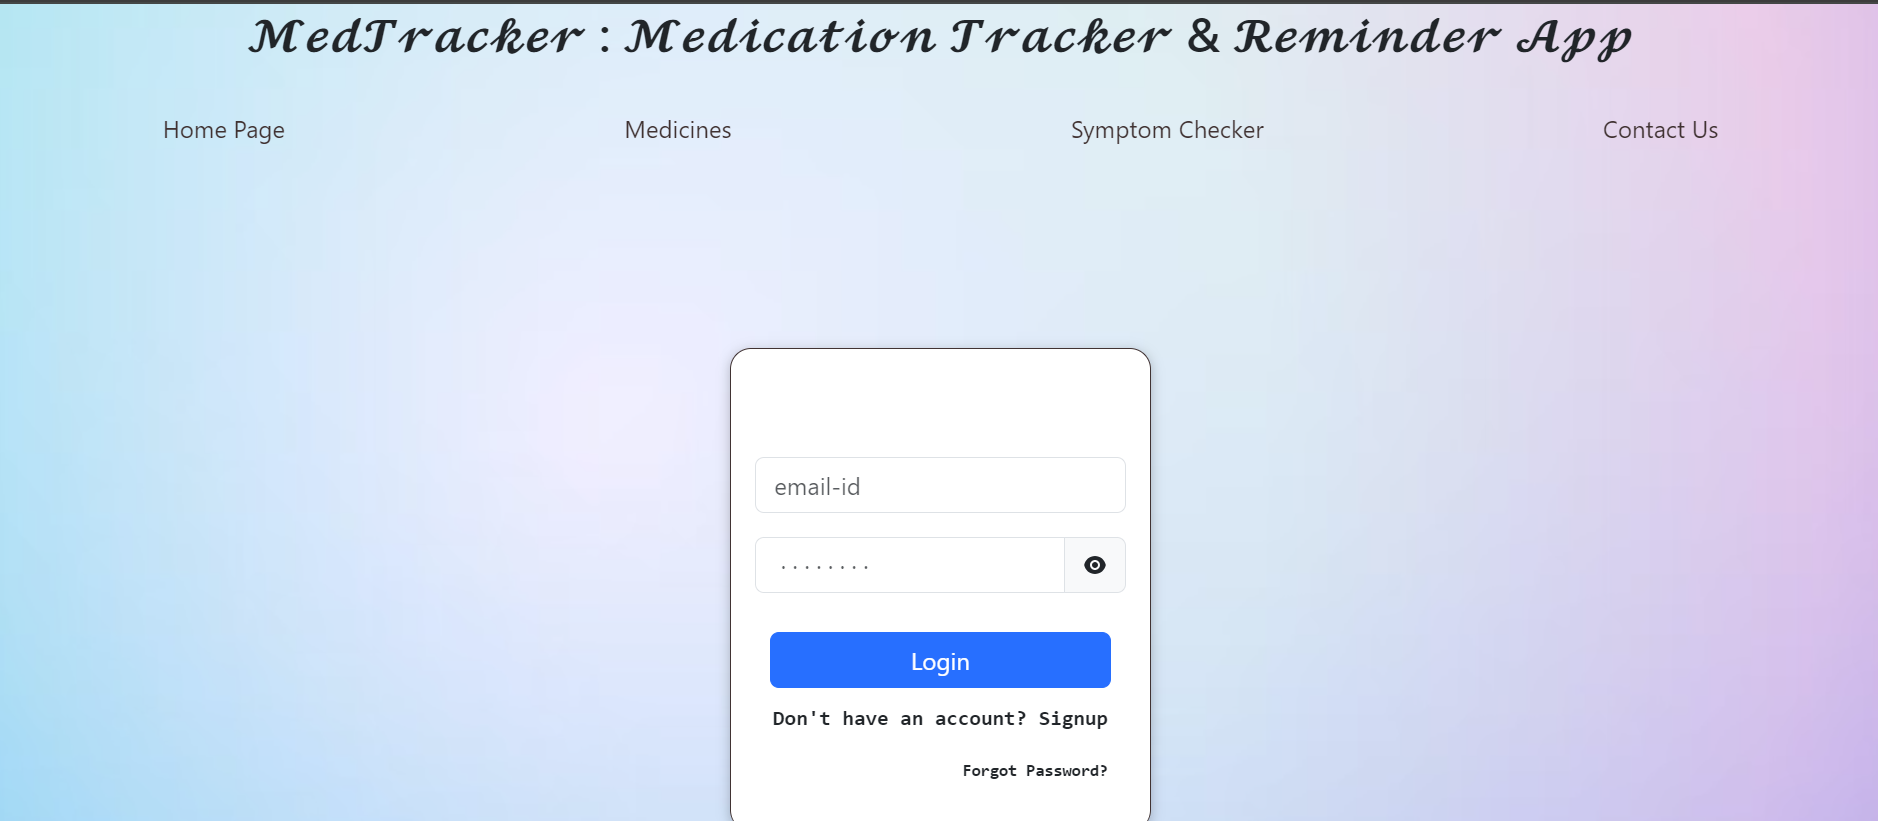 MedTracker : Medication Tracker & Reminder App
Home Page Medicines Symptom Checker Contact Us
email-id
........
Login
Don't have an account? Signup
Forgot Password?